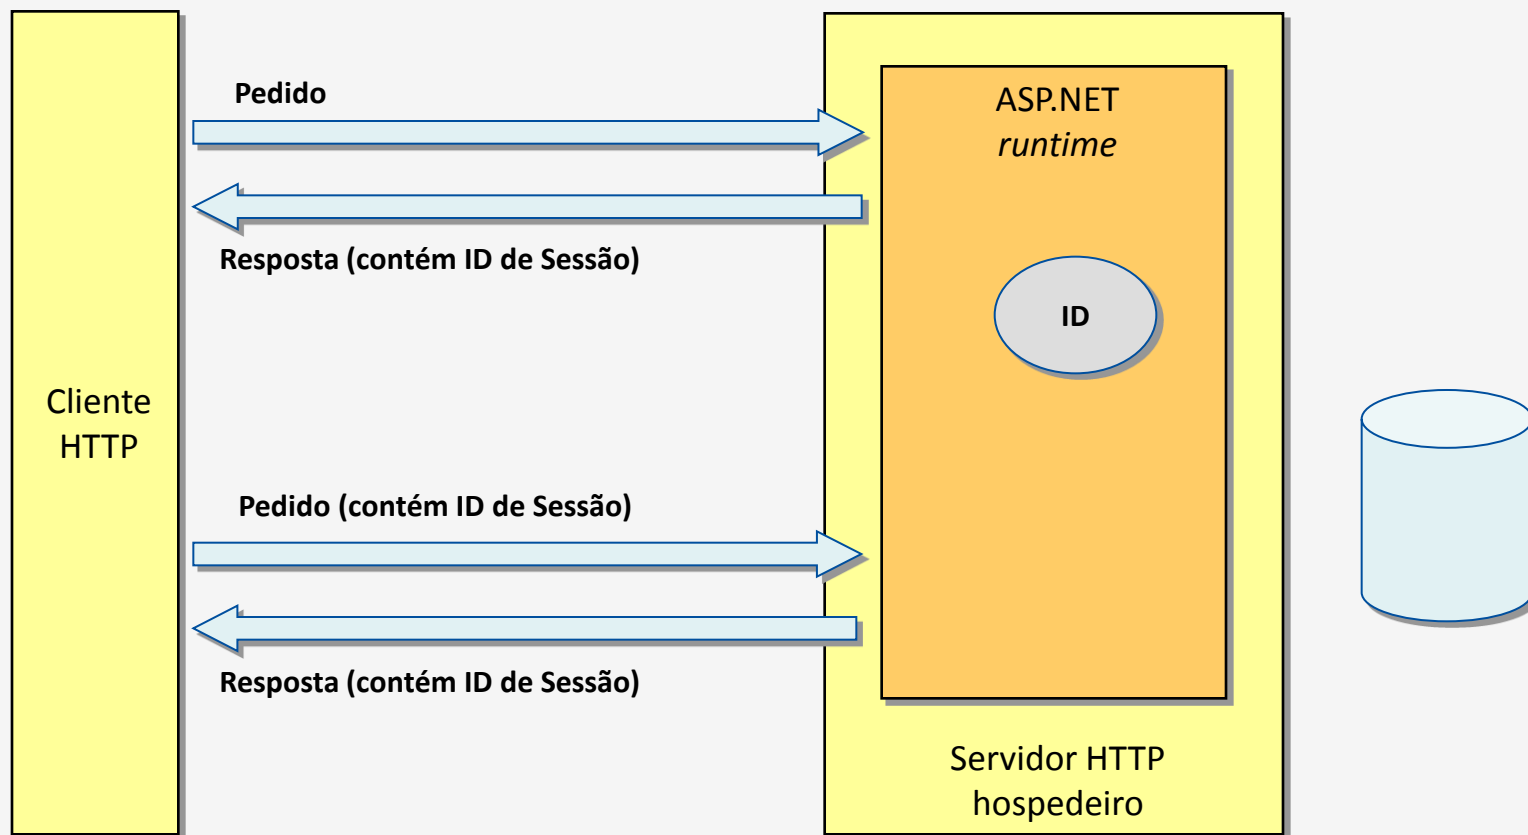 Pedido
ASP.NET
runtime
Resposta (contém ID de Sessão)
ID
Cliente
HTTP
Pedido (contém ID de Sessão)
Resposta (contém ID de Sessão)
Servidor HTTP
hospedeiro